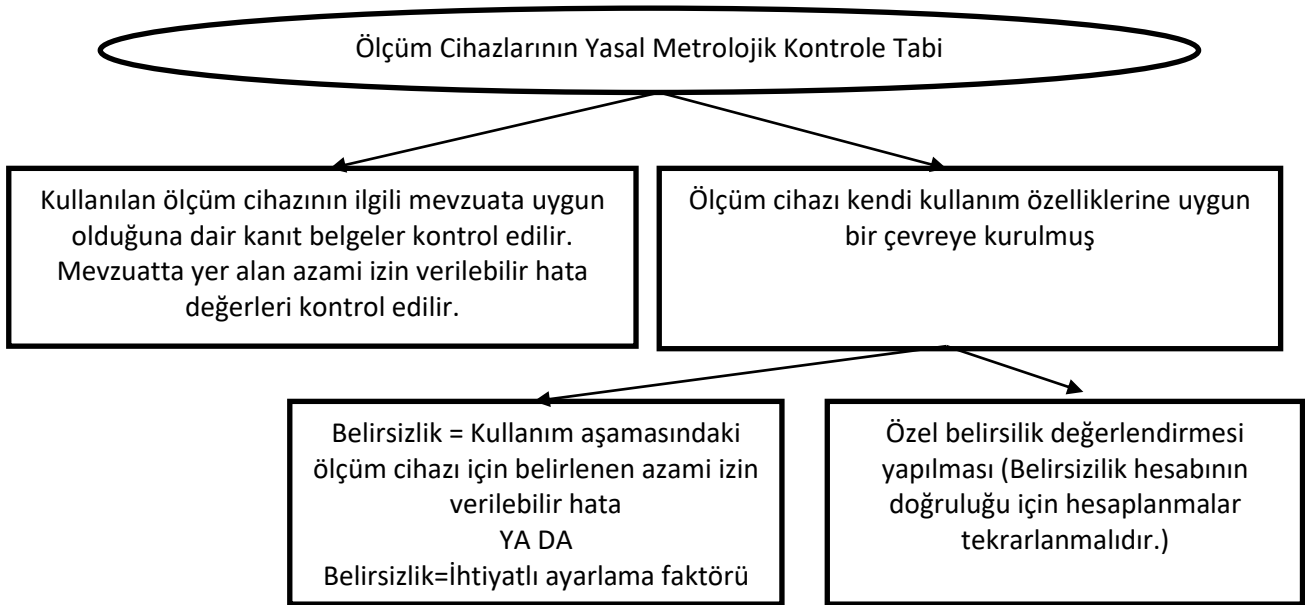 Ölçüm Cihazlarının Yasal Metrolojik Kontrole Tabi
Kullanılan ölçüm cihazının ilgili mevzuata uygun
olduğuna dair kanıt belgeler kontrol edilir.
Mevzuatta yer alan azami izin verilebilir hata
değerleri kontrol edilir.
Ölçüm cihazı kendi kullanım özelliklerine uygun
bir çevreye kurulmuş
Belirsizlik = Kullanım aşamasındaki
ölçüm cihazı için belirlenen azami izin
verilebilir hata
YA DA
Belirsizlik=İhtiyatlı ayarlama faktörü
Özel belirsilik değerlendirmesi
yapılması (Belirsizilik hesabının
doğruluğu için hesaplanmalar
tekrarlanmalıdır.)